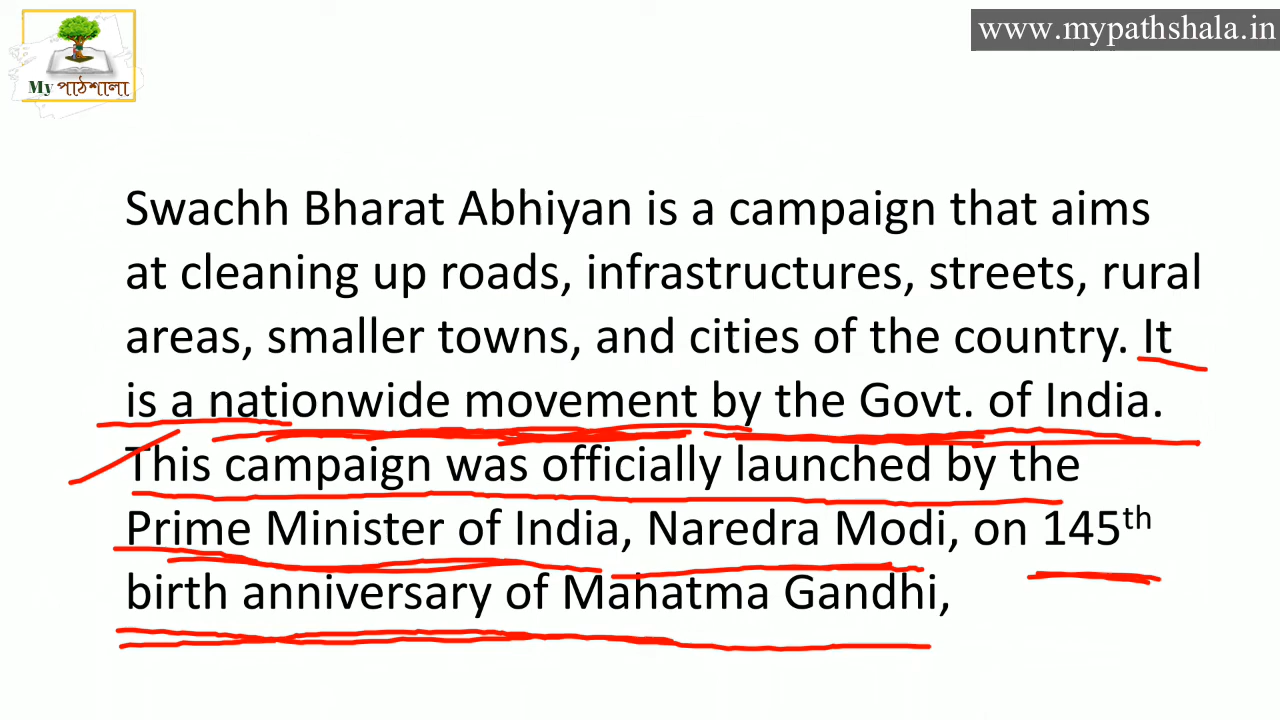 www.mypathshala.in
My পাঠশালা
Swachh Bharat Abhiyan is a campaign that aims
at cleaning up roads, infrastructures, streets, rural
areas, smaller towns, and cities of the country. It
is a nationwide movement by the Govt. of India.
This campaign was officially launched by the
Prime Minister of India, Naredra Modi, on 145th
birth anniversary of Mahatma Gandhi,